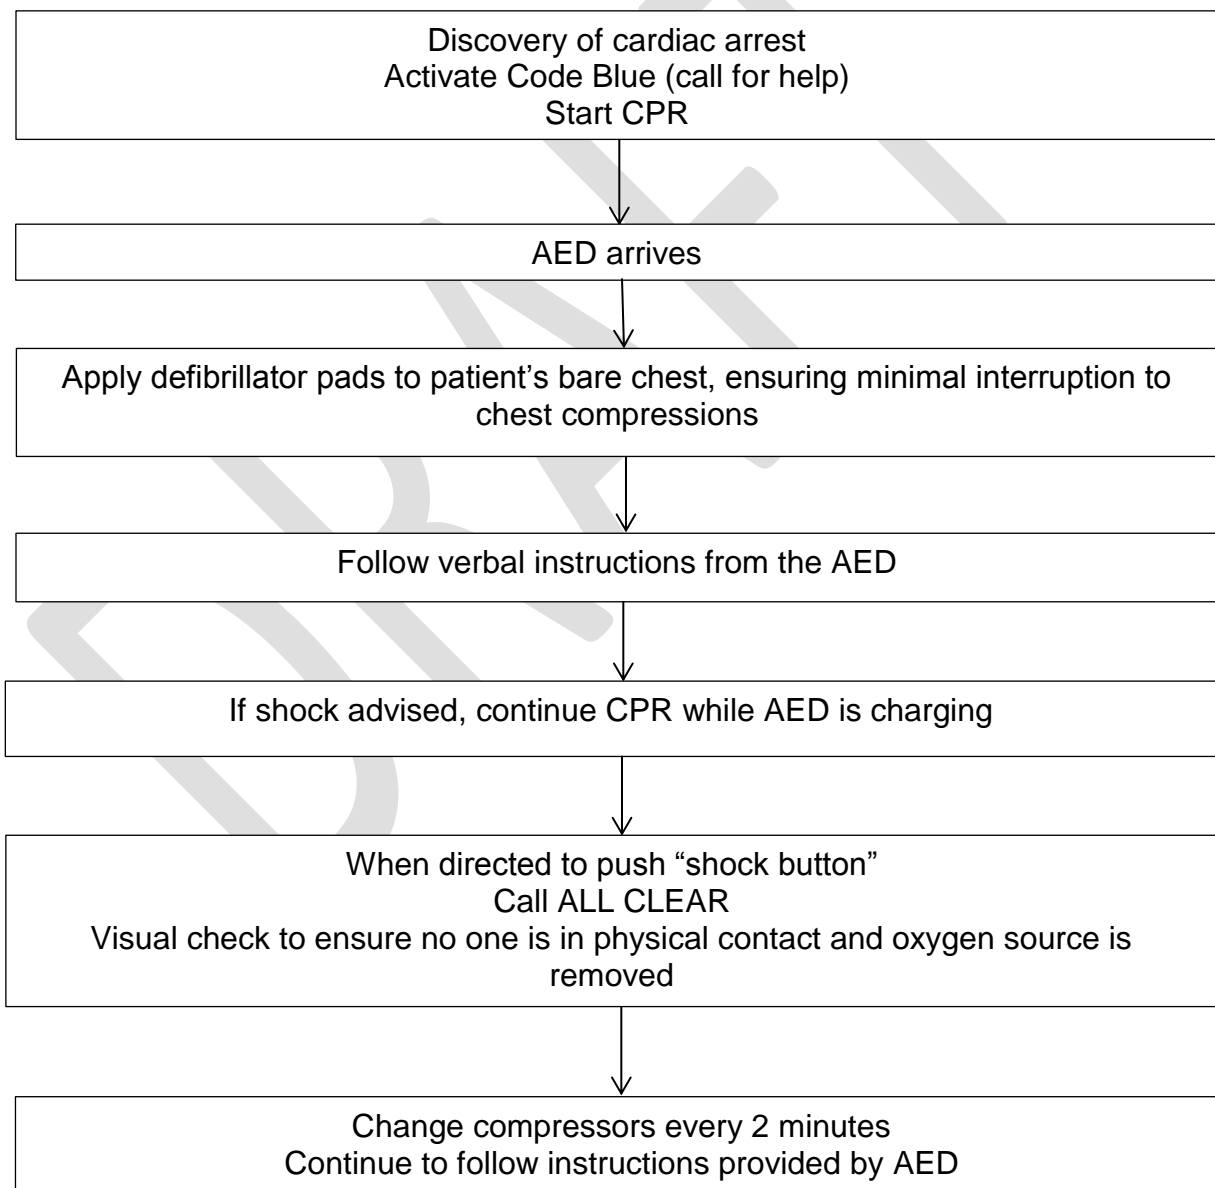 Discovery of cardiac arrest
Activate Code Blue (call for help)
Start CPR
AED arrives
Apply defibrillator pads to patient’s bare chest, ensuring minimal interruption to
chest compressions
Follow verbal instructions from the AED
If shock advised, continue CPR while AED is charging
When directed to push “shock button”
Call ALL CLEAR
Visual check to ensure no one is in physical contact and oxygen source is
removed
Change compressors every 2 minutes
Continue to follow instructions provided by AED
DRAFT